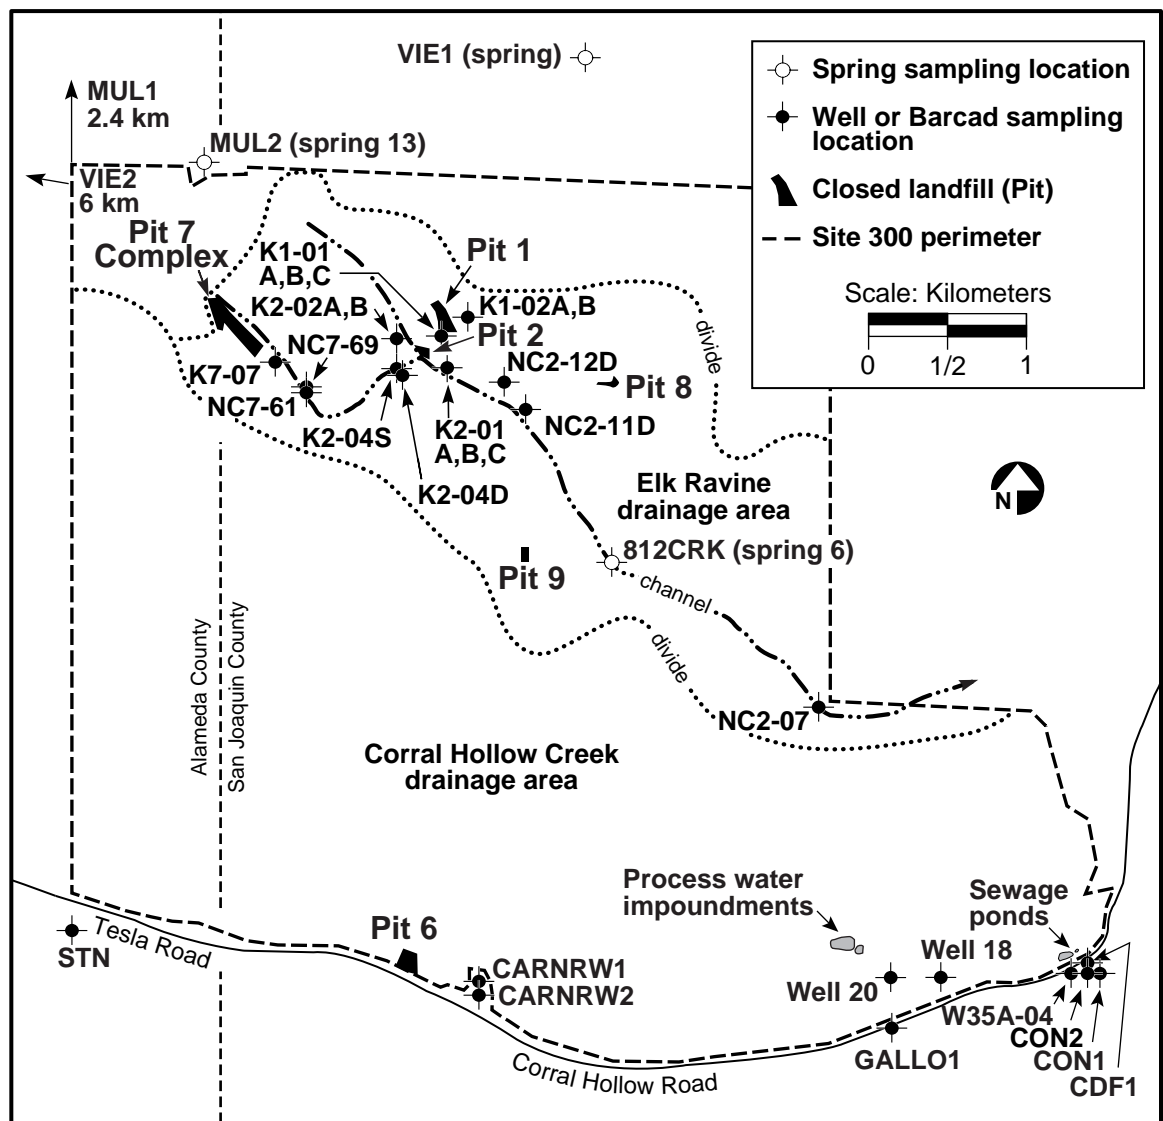 VIE1 (spring)
Spring sampling location
Well or Barcad sampling
location
Closed landfill (Pit)
Site 300 perimeter
Scale: Kilometers
0
1/2
1
MUL1
2.4 km
MUL2 (spring 13)
VIE2
6 km
Pit 7
Complex
K1-01
A,B,C
Pit 1
K2-02A,B
K1-02A,B
Pit 2
NC7-69
NC2-12D
divide
K7-07
Pit 8
NC7-61
K2-04S
K2-01
A,B,C
NC2-11D
K2-04D
Elk Ravine
drainage area
N
812CRK (spring 6)
Pit 9
channel
divide
Alameda County
San Joaquin County
NC2-07
Corral Hollow Creek
drainage area
Process water
impoundments
Sewage
ponds
Pit 6
Well 18
STN
Tesla Road
CARNRW1
CARNRW2
Well 20
W35A-04
CON2
CON1
CDF1
GALLO1
Corral Hollow Road